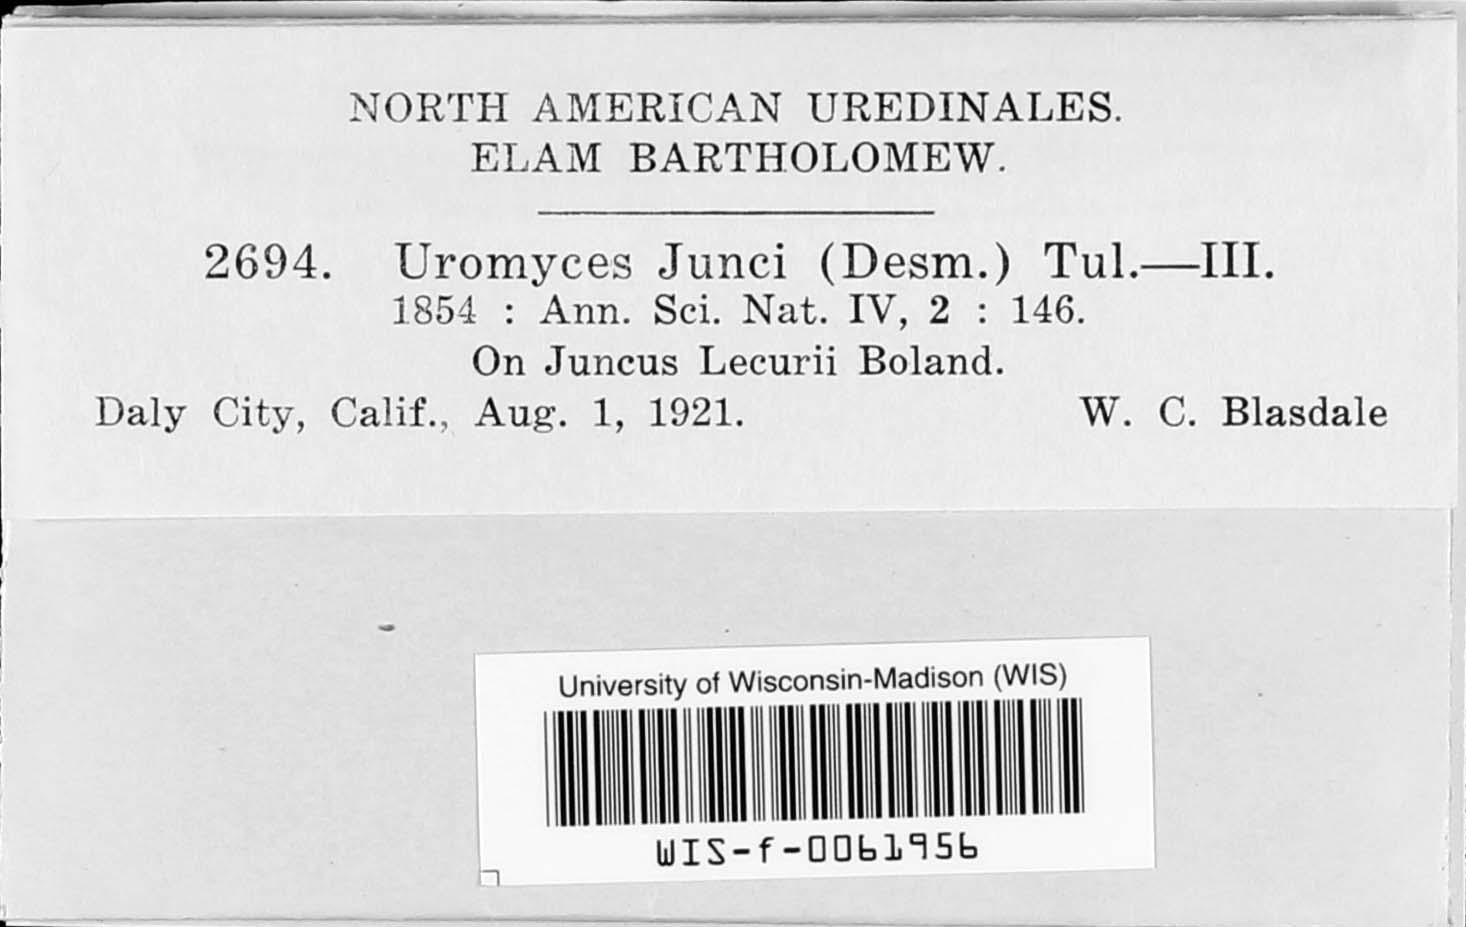 NORTH AMERICAN UREDINALES.
ELAM BARTHOLOMEW.
2694. Uromyces Junci (Desm.) Tul.—III.
1854 : Ann. Sci. Nat. IV, 2 : 146.
On Juncus Lecurii Boland.
Daly City, Calif., Aug. 1, 1921. W. C. Blasdale
University of Wisconsin-Madison (WIS)
WIS-f-0061956